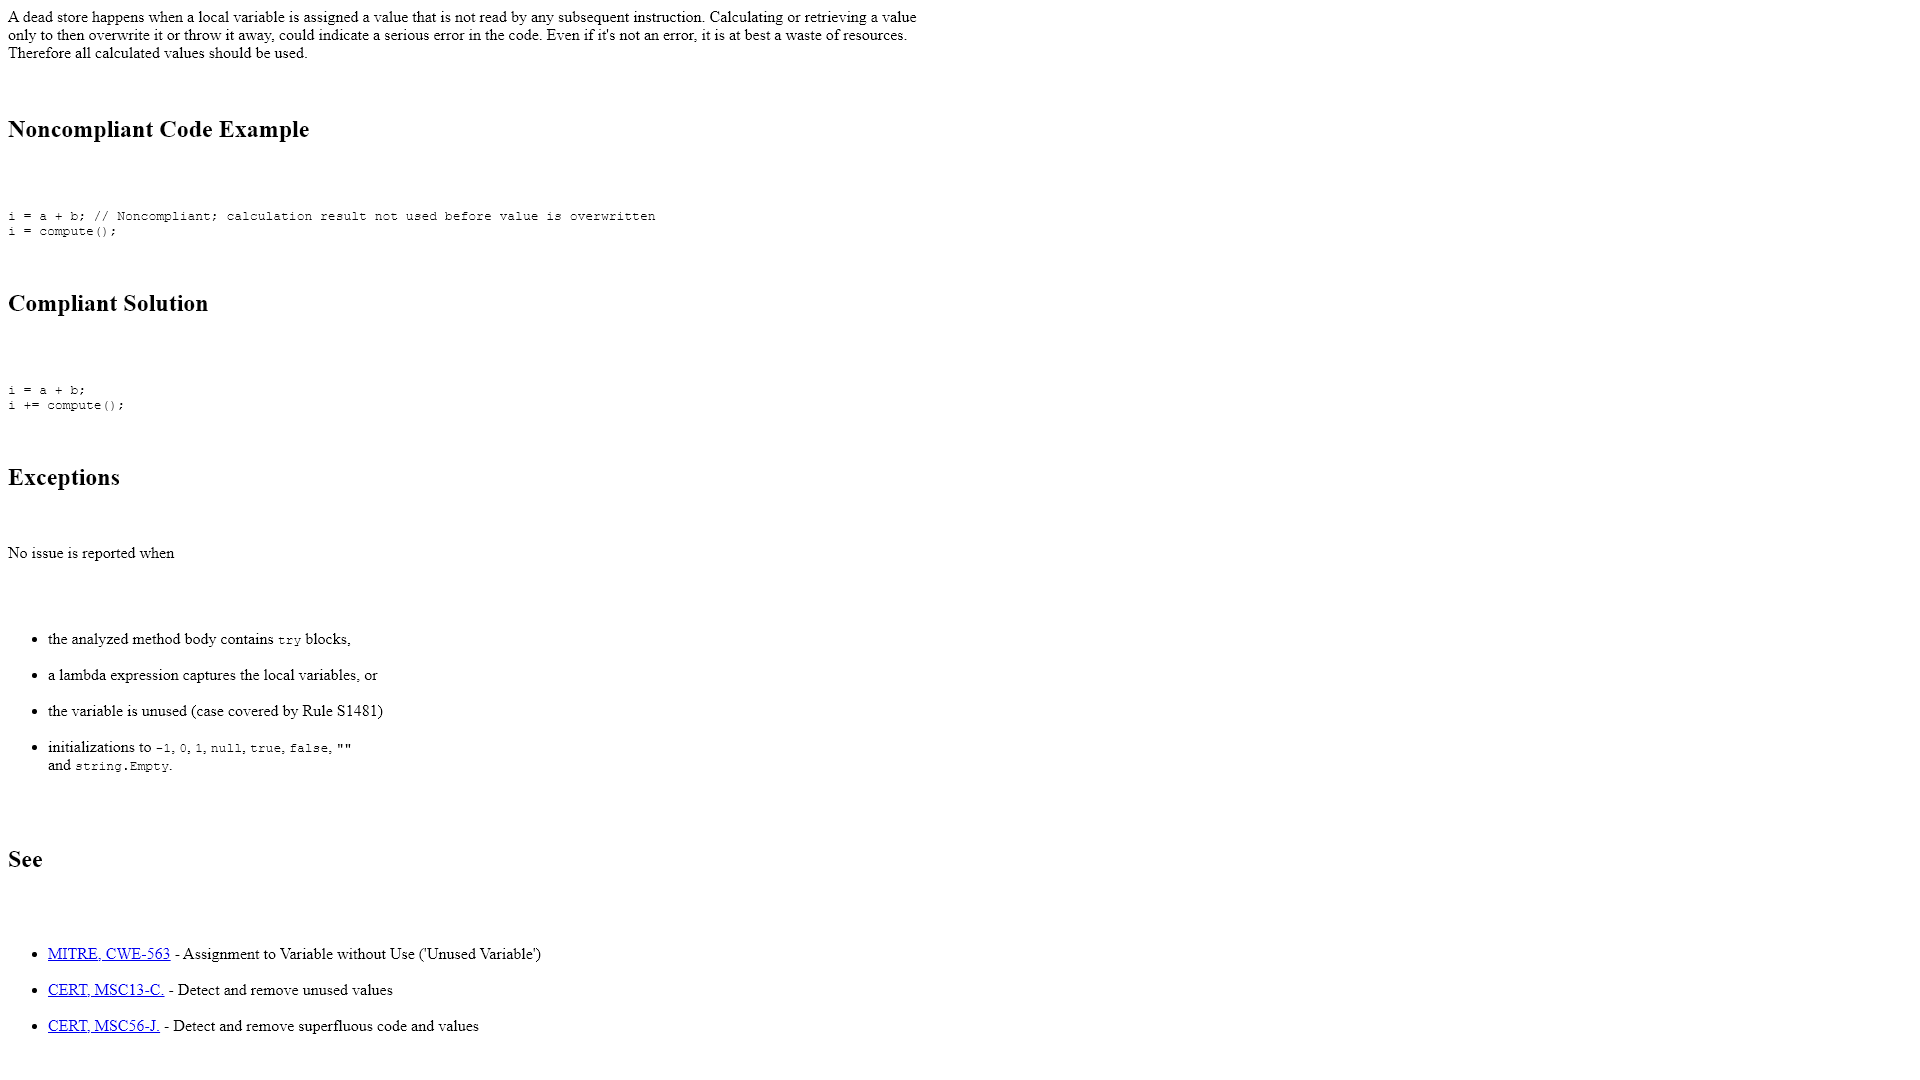 A dead store happens when a local variable is assigned a value that is not read by any subsequent instruction. Calculating or retrieving a value
only to then overwrite it or throw it away, could indicate a serious error in the code. Even if it's not an error, it is at best a waste of resources.
Therefore all calculated values should be used.
Noncompliant Code Example
i = a + b; // Noncompliant; calculation result not used before value is overwritten
i = compute();
Compliant Solution
i = a + b;
i += compute();
Exceptions
No issue is reported when
• the analyzed method body contains try blocks,
• a lambda expression captures the local variables, or
• the variable is unused (case covered by Rule S1481)
• initializations to -1, 0, 1, null, true, false, ""
and string.Empty.
See
• MITRE, CWE-563 - Assignment to Variable without Use ('Unused Variable')
• CERT, MSC13-C. - Detect and remove unused values
• CERT, MSC56-J. - Detect and remove superfluous code and values